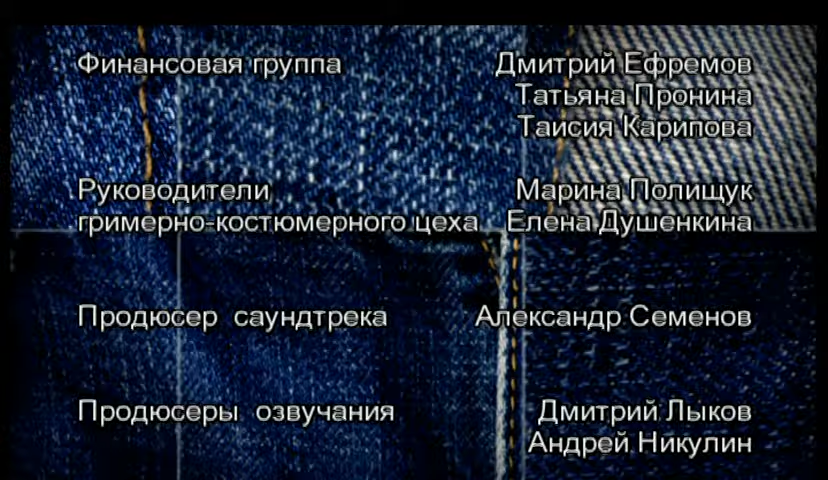 Финансовая группа Дмитрий Ефремов
Татьяна Пронина
Таисия Карипова
Руководители Марина Полищук
гримерно-костюмерного цеха Елена Душенкина
Продюсер саундтрека Александр Семенов
Продюсеры озвучания Дмитрий Лыков
Андрей Никулин